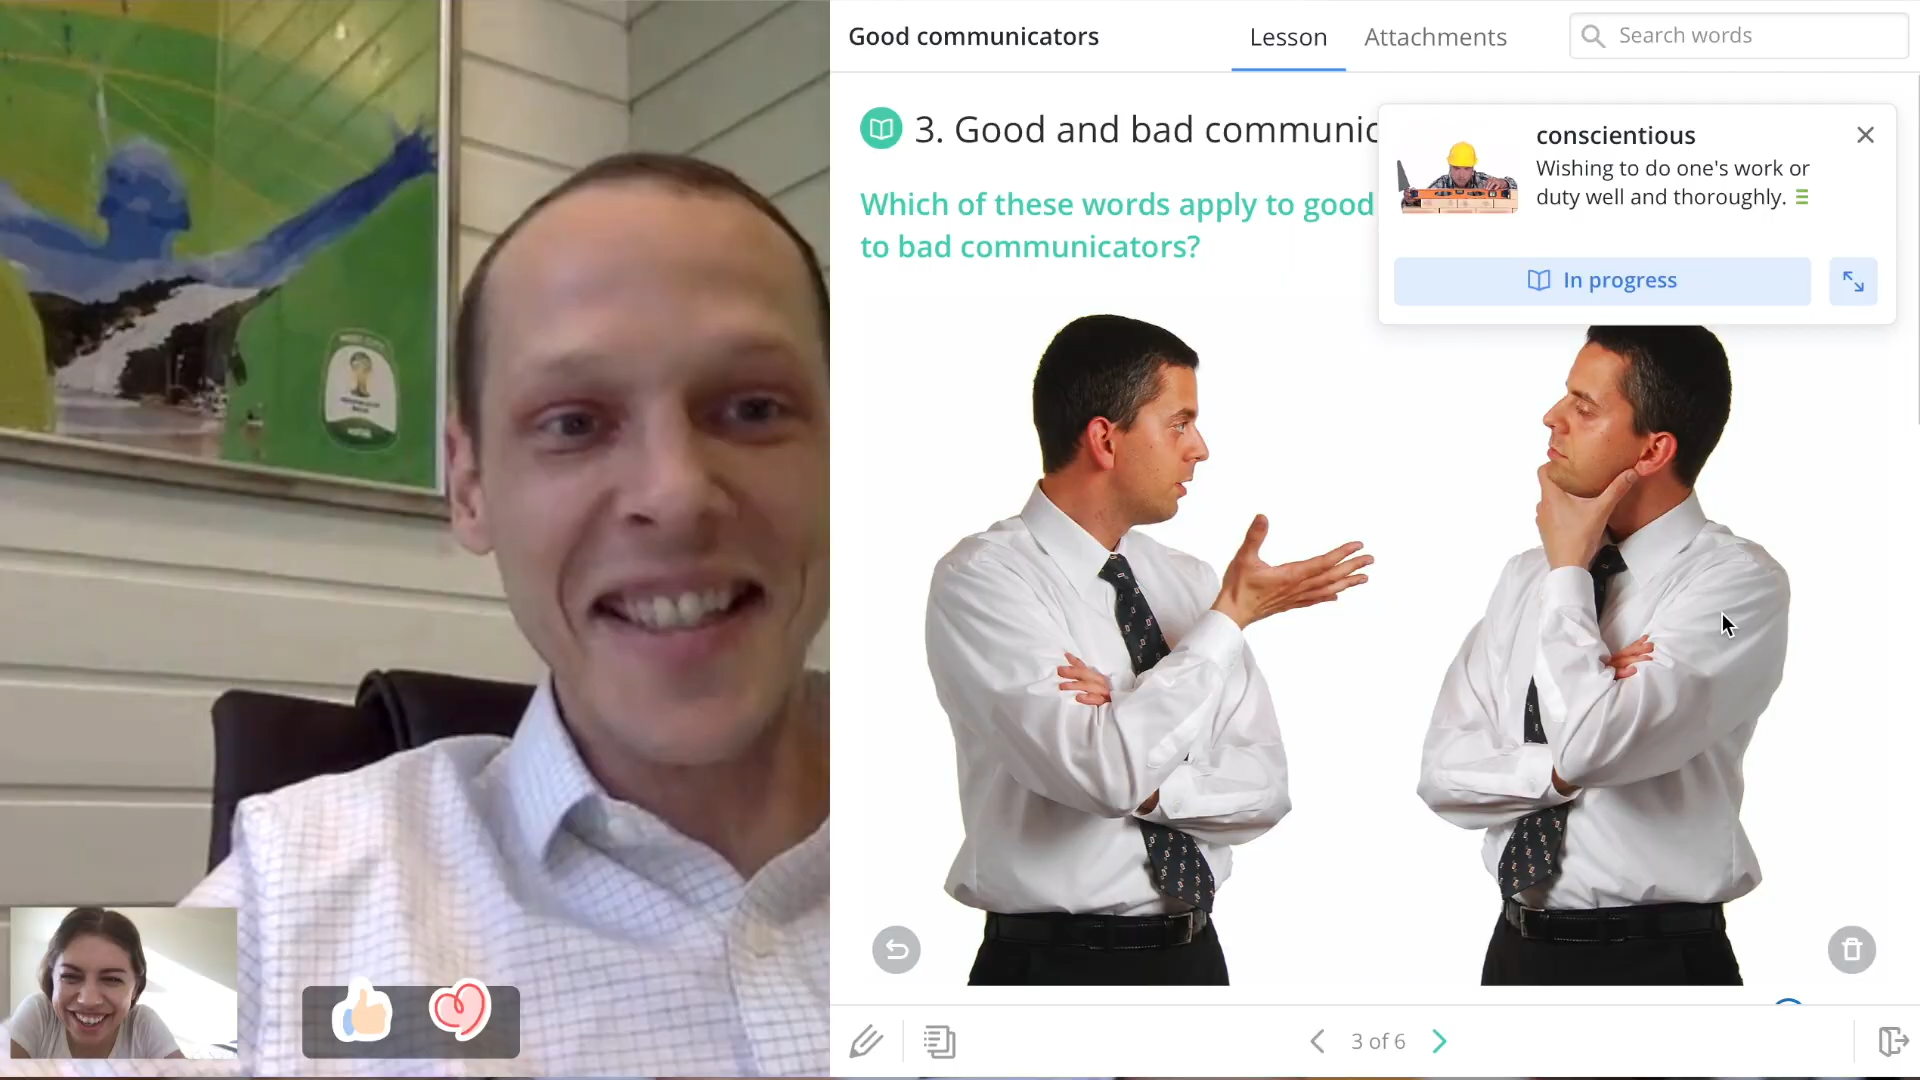 Good communicators
Lesson
Attachments
Search words
3. Good and bad communic
Which of these words apply to good
to bad communicators?
conscientious
Wishing to do one's work or
duty well and thoroughly.
In progress
3 of 6